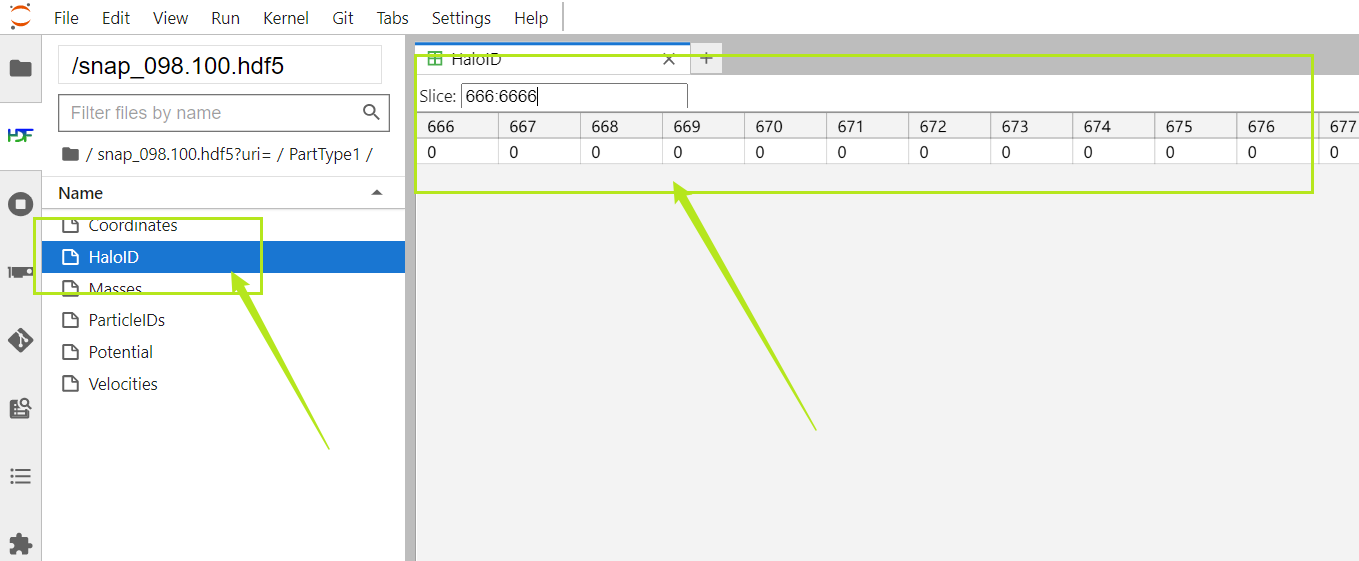 File Edit View Run Kernel Git Tabs Settings Help
/snap_098.100.hdf5
Filter files by name
HDF
/ snap_098.100.hdf5?uri= / PartType1 /
Name
Coordinates
HaloID
Masses
ParticleIDs
Potential
Velocities
HaloID
Slice: 666:6666
666 667 668 669 670 671 672 673 674 675 676 677
0 0 0 0 0 0 0 0 0 0 0 0